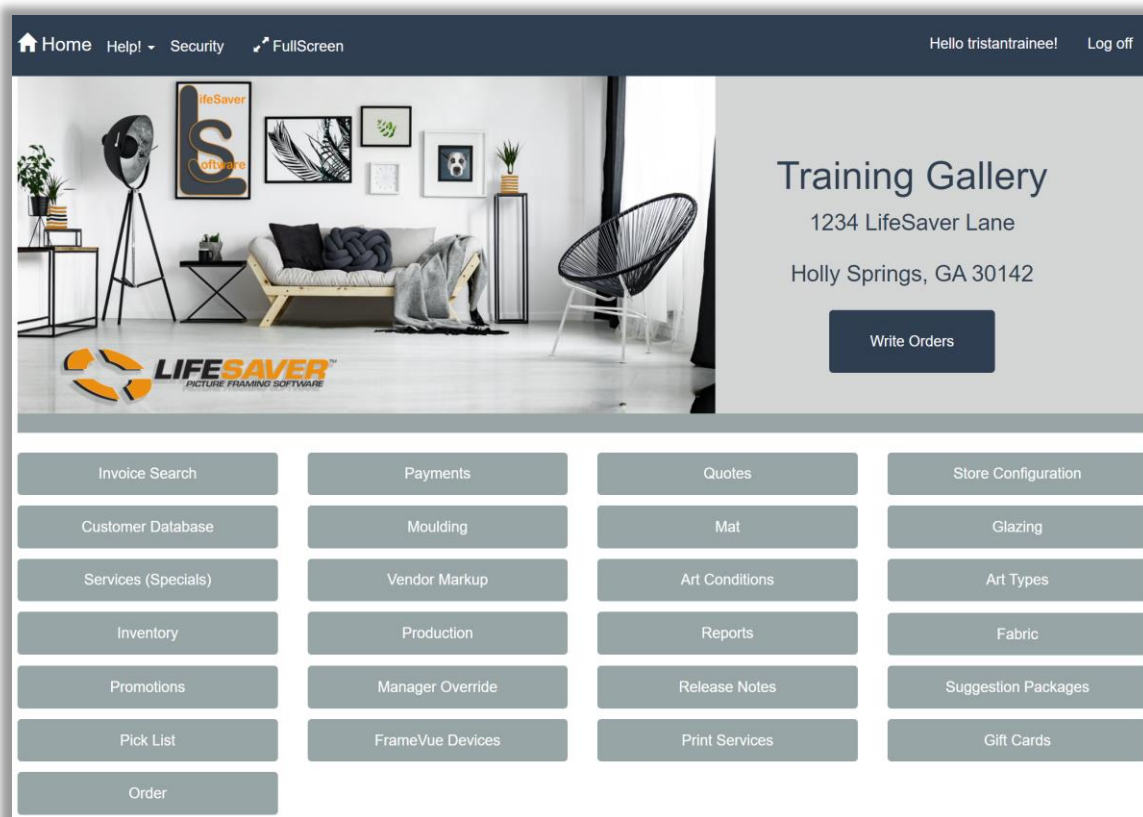 Home Help! Security FullScreen Hello tristantrainee! Log off
ifeSaver
L
S
oftware
Training Gallery
1234 LifeSaver Lane
Holly Springs, GA 30142
Write Orders
LIFESAVER™
PICTURE FRAMING SOFTWARE
Invoice Search Payments Quotes Store Configuration
Customer Database Moulding Mat Glazing
Services (Specials) Vendor Markup Art Conditions Art Types
Inventory Production Reports Fabric
Promotions Manager Override Release Notes Suggestion Packages
Pick List FrameVue Devices Print Services Gift Cards
Order